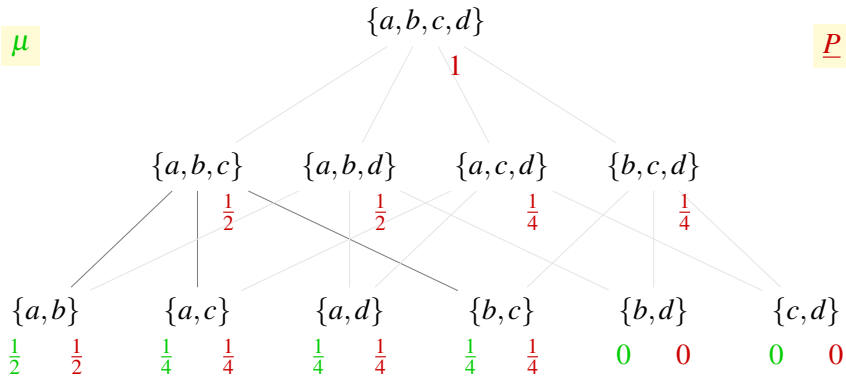 {a,b,c,d}
μ P
1
{a,b,c} {a,b,d} {a,c,d} {b,c,d}
1/2 1/2 1/4 1/4
{a,b} {a,c} {a,d} {b,c} {b,d} {c,d}
1/2 1/2 1/4 1/4 1/4 1/4 1/4 1/4 0 0 0 0